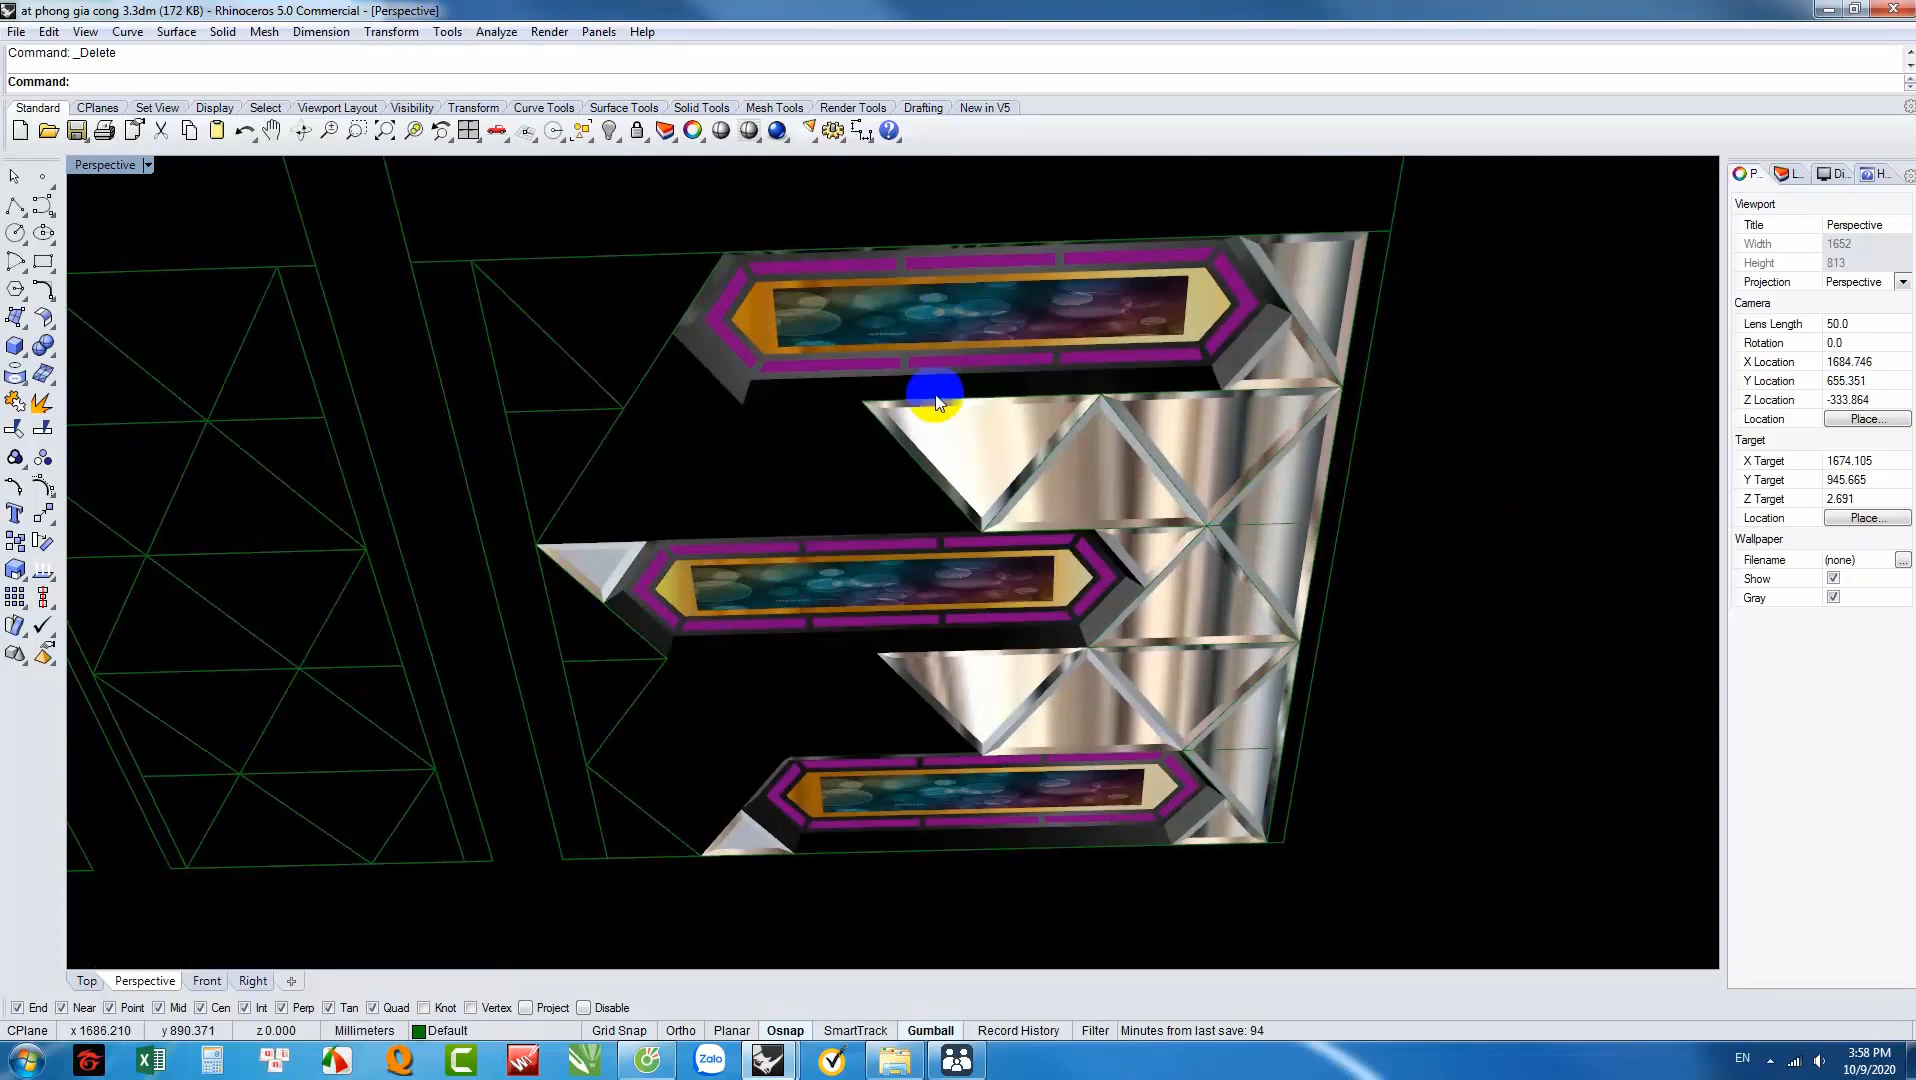 at phong gia cong 3.3dm (172 KB) - Rhinoceros 5.0 Commercial - [Perspective]
File Edit View Curve Surface Solid Mesh Dimension Transform Tools Analyze Render Panels Help
Command: _Delete
Command:
Standard CPlanes Set View Display Select Viewport Layout Visibility Transform Curve Tools Surface Tools Solid Tools Mesh Tools Render Tools Drafting New in V5
Perspective
P... L... Di... H...
Viewport
Title Perspective
Width 1652
Height 813
Projection Perspective
Camera
Lens Length 50.0
Rotation 0.0
X Location 1684.746
Y Location 655.351
Z Location -333.864
Location Place...
Target
X Target 1674.105
Y Target 945.665
Z Target 2.691
Location Place...
Wallpaper
Filename (none) ...
Show
Gray
Top Perspective Front Right
End Near Point Mid Cen Int Perp Tan Quad Knot Vertex Project Disable
CPlane x 1686.210 y 890.371 z 0.000 Millimeters Default Grid Snap Ortho Planar Osnap SmartTrack Gumball Record History Filter Minutes from last save: 94
Zalo
EN
3:58 PM
10/9/2020